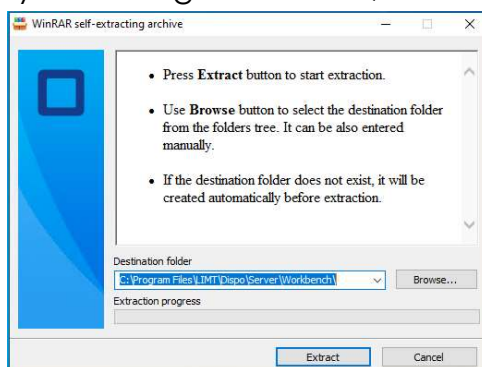 WinRAR self-extracting archive
• Press Extract button to start extraction.
• Use Browse button to select the destination folder
from the folders tree. It can be also entered
manually.
• If the destination folder does not exist, it will be
created automatically before extraction.
Destination folder
C:\Program Files\LIMT\Dispo\Server\Workbench\
Browse...
Extraction progress
Extract
Cancel